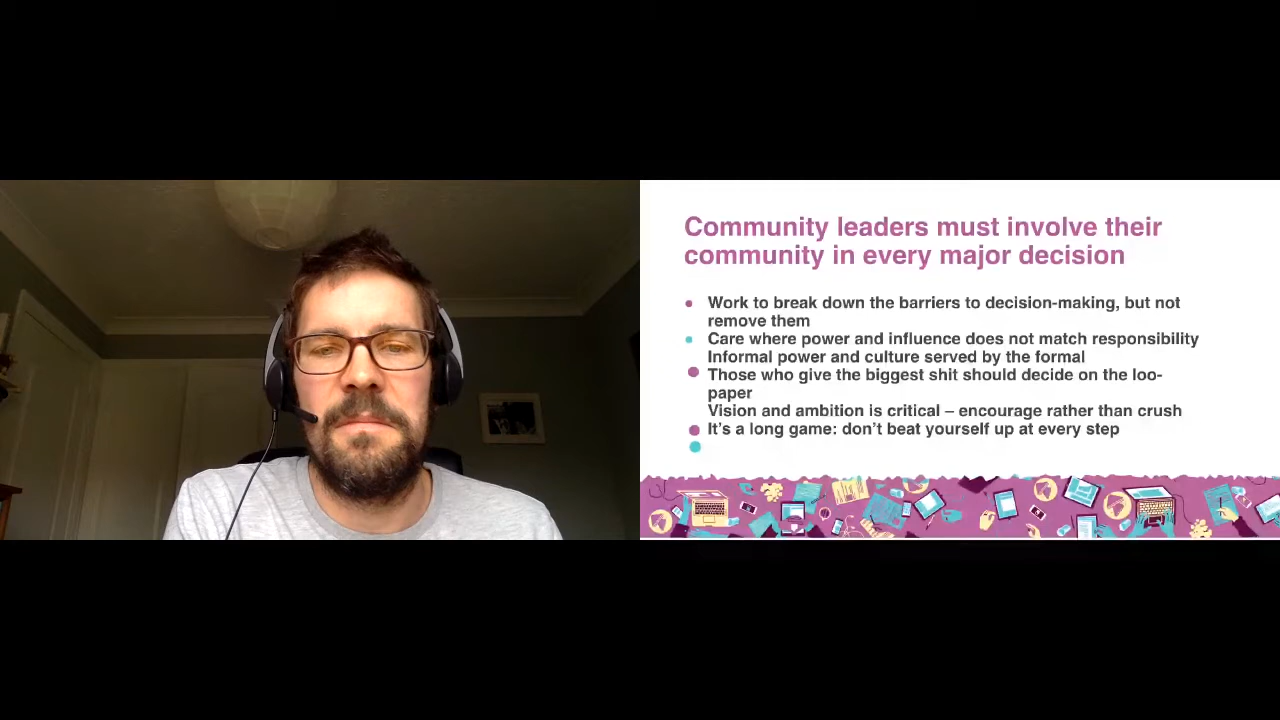 Community leaders must involve their
community in every major decision
Work to break down the barriers to decision-making, but not
remove them
Care where power and influence does not match responsibility
Informal power and culture served by the formal
Those who give the biggest shit should decide on the loo-
paper
Vision and ambition is critical – encourage rather than crush
It's a long game: don't beat yourself up at every step